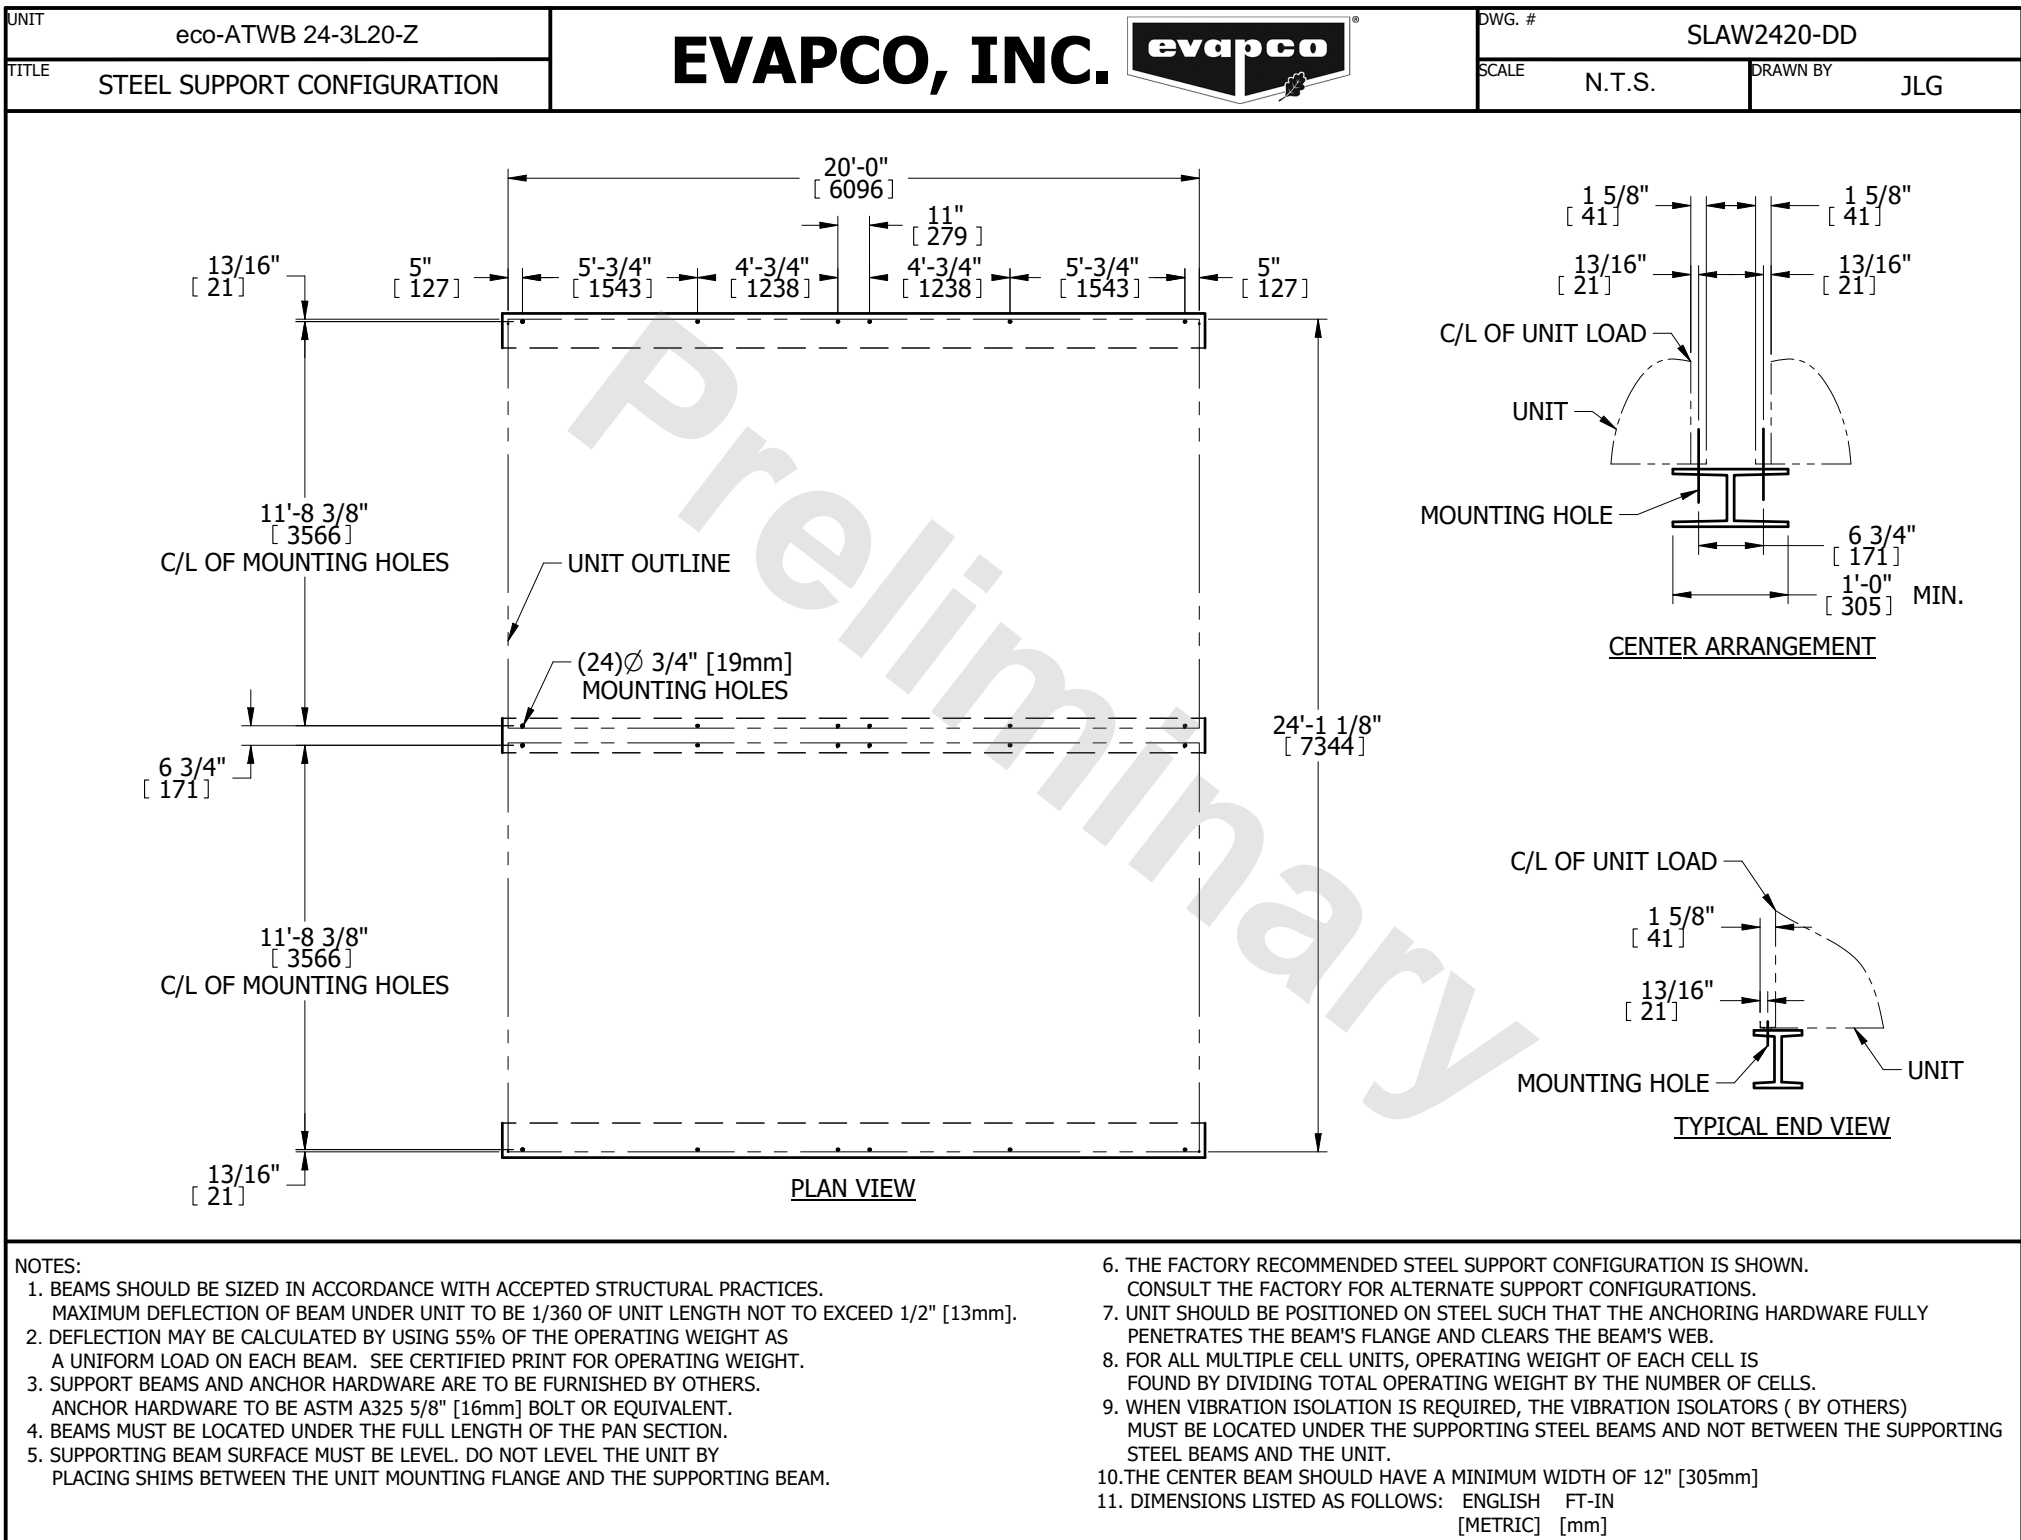 UNIT
eco-ATWB 24-3L20-Z
TITLE
STEEL SUPPORT CONFIGURATION
EVAPCO, INC.
evapco
®
DWG. #
SLAW2420-DD
SCALE
N.T.S.
DRAWN BY
JLG
20'-0"
[ 6096 ]
11"
[ 279 ]
13/16"
[ 21 ]
5"
[ 127 ]
5'-3/4"
[ 1543 ]
4'-3/4"
[ 1238 ]
4'-3/4"
[ 1238 ]
5'-3/4"
[ 1543 ]
5"
[ 127 ]
11'-8 3/8"
[ 3566 ]
C/L OF MOUNTING HOLES
UNIT OUTLINE
(24)Ø 3/4" [19mm]
MOUNTING HOLES
6 3/4"
[ 171 ]
24'-1 1/8"
[ 7344 ]
11'-8 3/8"
[ 3566 ]
C/L OF MOUNTING HOLES
13/16"
[ 21 ]
PLAN VIEW
Preliminary
1 5/8"
[ 41 ]
1 5/8"
[ 41 ]
13/16"
[ 21 ]
13/16"
[ 21 ]
C/L OF UNIT LOAD
UNIT
MOUNTING HOLE
6 3/4"
[ 171 ]
1'-0"
[ 305 ] MIN.
CENTER ARRANGEMENT
C/L OF UNIT LOAD
1 5/8"
[ 41 ]
13/16"
[ 21 ]
MOUNTING HOLE
UNIT
TYPICAL END VIEW
NOTES:
1. BEAMS SHOULD BE SIZED IN ACCORDANCE WITH ACCEPTED STRUCTURAL PRACTICES.
MAXIMUM DEFLECTION OF BEAM UNDER UNIT TO BE 1/360 OF UNIT LENGTH NOT TO EXCEED 1/2" [13mm].
2. DEFLECTION MAY BE CALCULATED BY USING 55% OF THE OPERATING WEIGHT AS
A UNIFORM LOAD ON EACH BEAM. SEE CERTIFIED PRINT FOR OPERATING WEIGHT.
3. SUPPORT BEAMS AND ANCHOR HARDWARE ARE TO BE FURNISHED BY OTHERS.
ANCHOR HARDWARE TO BE ASTM A325 5/8" [16mm] BOLT OR EQUIVALENT.
4. BEAMS MUST BE LOCATED UNDER THE FULL LENGTH OF THE PAN SECTION.
5. SUPPORTING BEAM SURFACE MUST BE LEVEL. DO NOT LEVEL THE UNIT BY
PLACING SHIMS BETWEEN THE UNIT MOUNTING FLANGE AND THE SUPPORTING BEAM.
6. THE FACTORY RECOMMENDED STEEL SUPPORT CONFIGURATION IS SHOWN.
CONSULT THE FACTORY FOR ALTERNATE SUPPORT CONFIGURATIONS.
7. UNIT SHOULD BE POSITIONED ON STEEL SUCH THAT THE ANCHORING HARDWARE FULLY
PENETRATES THE BEAM'S FLANGE AND CLEARS THE BEAM'S WEB.
8. FOR ALL MULTIPLE CELL UNITS, OPERATING WEIGHT OF EACH CELL IS
FOUND BY DIVIDING TOTAL OPERATING WEIGHT BY THE NUMBER OF CELLS.
9. WHEN VIBRATION ISOLATION IS REQUIRED, THE VIBRATION ISOLATORS ( BY OTHERS)
MUST BE LOCATED UNDER THE SUPPORTING STEEL BEAMS AND NOT BETWEEN THE SUPPORTING
STEEL BEAMS AND THE UNIT.
10.THE CENTER BEAM SHOULD HAVE A MINIMUM WIDTH OF 12" [305mm]
11. DIMENSIONS LISTED AS FOLLOWS: ENGLISH FT-IN
[METRIC] [mm]